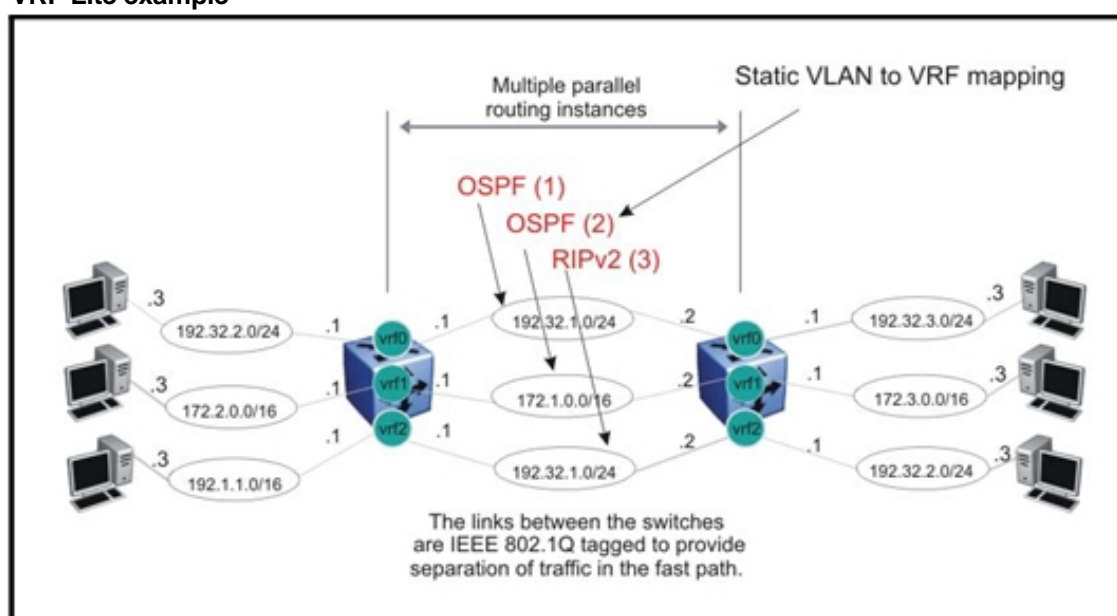 VRF Lite example
Multiple parallel
routing instances
Static VLAN to VRF mapping
OSPF (1)
OSPF (2)
RIPv2 (3)
.3
192.32.2.0/24
.1
vrf0
.1
192.32.1.0/24
.2
vrf0
.1
192.32.3.0/24
.3
.3
172.2.0.0/16
.1
vrf1
.1
172.1.0.0/16
.2
vrf1
.1
172.3.0.0/16
.3
.3
192.1.1.0/16
.1
vrf2
.1
192.32.1.0/24
.2
vrf2
.1
192.32.2.0/24
.3
The links between the switches
are IEEE 802.1Q tagged to provide
separation of traffic in the fast path.